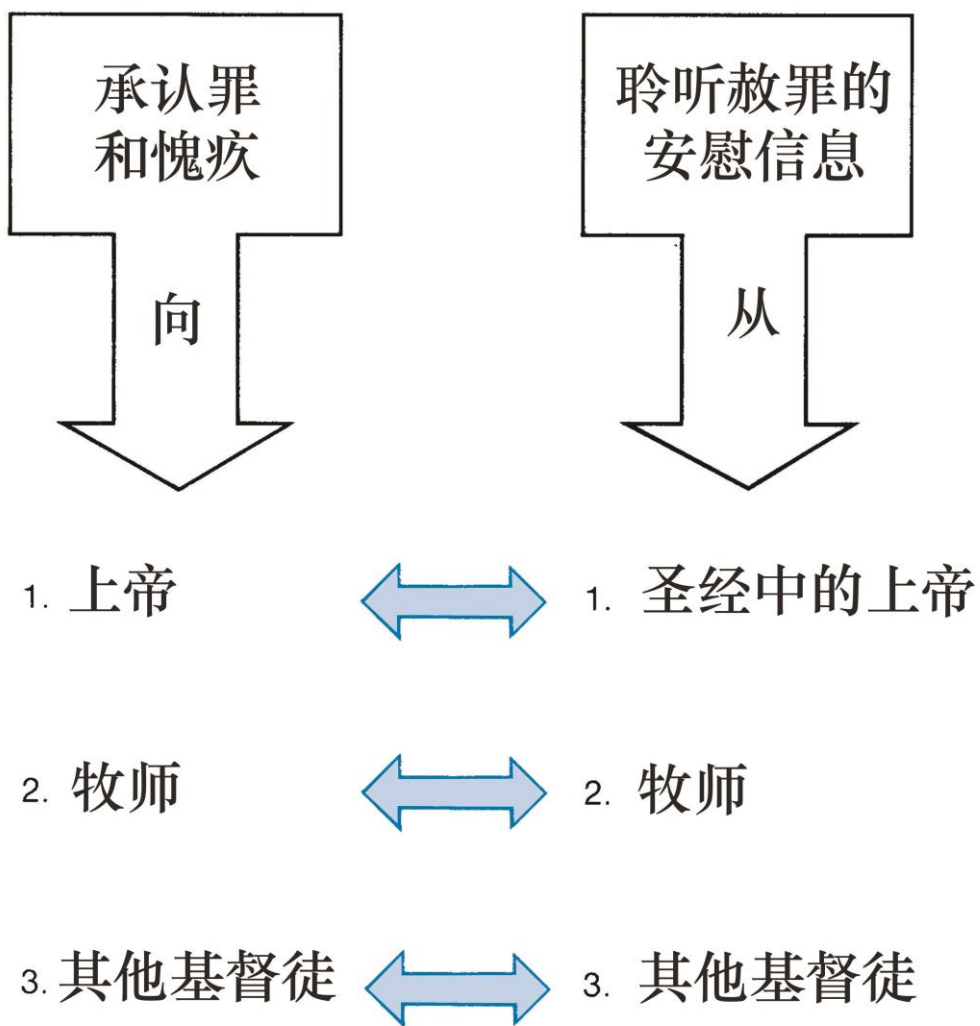 承认罪
和愧疚
向
聆听赦罪的
安慰信息
从
1. 上帝
1. 圣经中的上帝
2. 牧师
2. 牧师
3. 其他基督徒
3. 其他基督徒